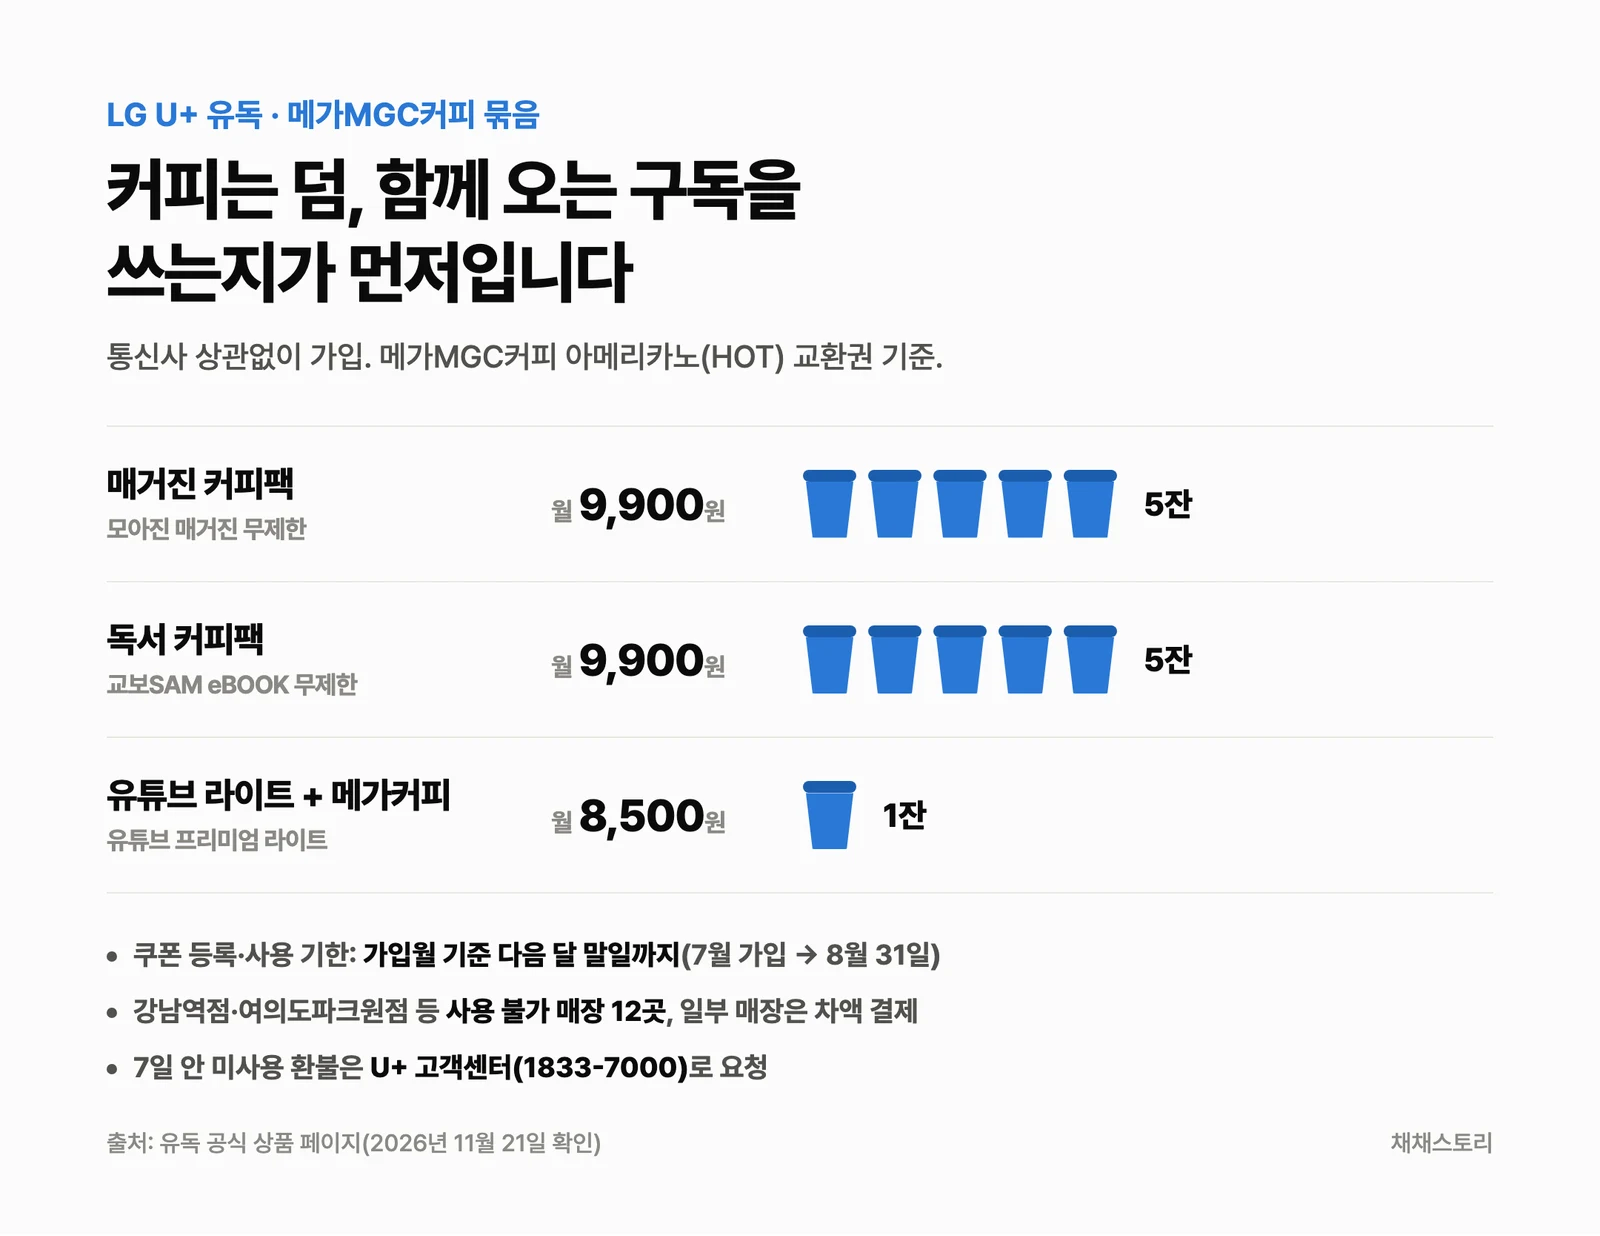 LG U+ 유독 · 메가MGC커피 묶음
커피는 덤, 함께 오는 구독을
쓰는지가 먼저입니다
통신사 상관없이 가입. 메가MGC커피 아메리카노(HOT) 교환권 기준.
매거진 커피팩
모아진 매거진 무제한
월 9,900원
5잔
독서 커피팩
교보SAM eBOOK 무제한
월 9,900원
5잔
유튜브 라이트 + 메가커피
유튜브 프리미엄 라이트
월 8,500원
1잔
• 쿠폰 등록·사용 기한: 가입월 기준 다음 달 말일까지(7월 가입 → 8월 31일)
• 강남역점·여의도파크원점 등 사용 불가 매장 12곳, 일부 매장은 차액 결제
• 7일 안 미사용 환불은 U+ 고객센터(1833-7000)로 요청
출처: 유독 공식 상품 페이지(2026년 11월 21일 확인)
채채스토리